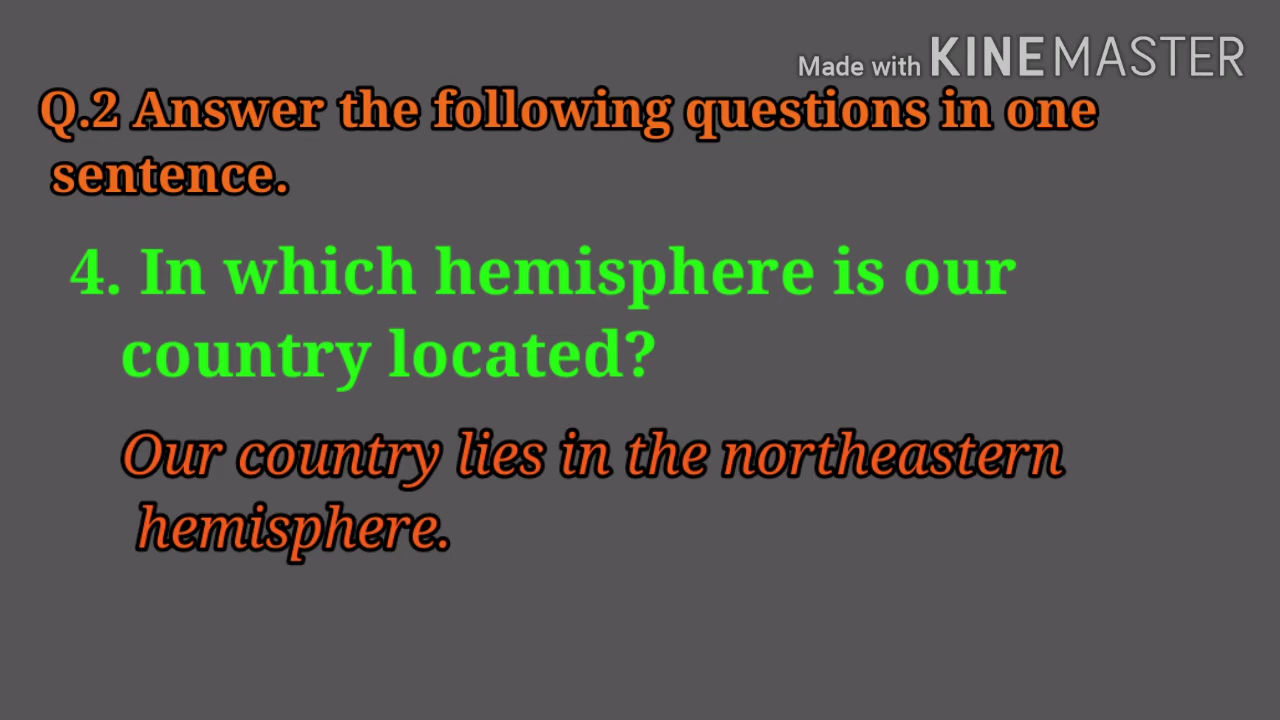 Made with KINEMASTER
Q.2 Answer the following questions in one
sentence.
4. In which hemisphere is our
country located?
Our country lies in the northeastern
hemisphere.